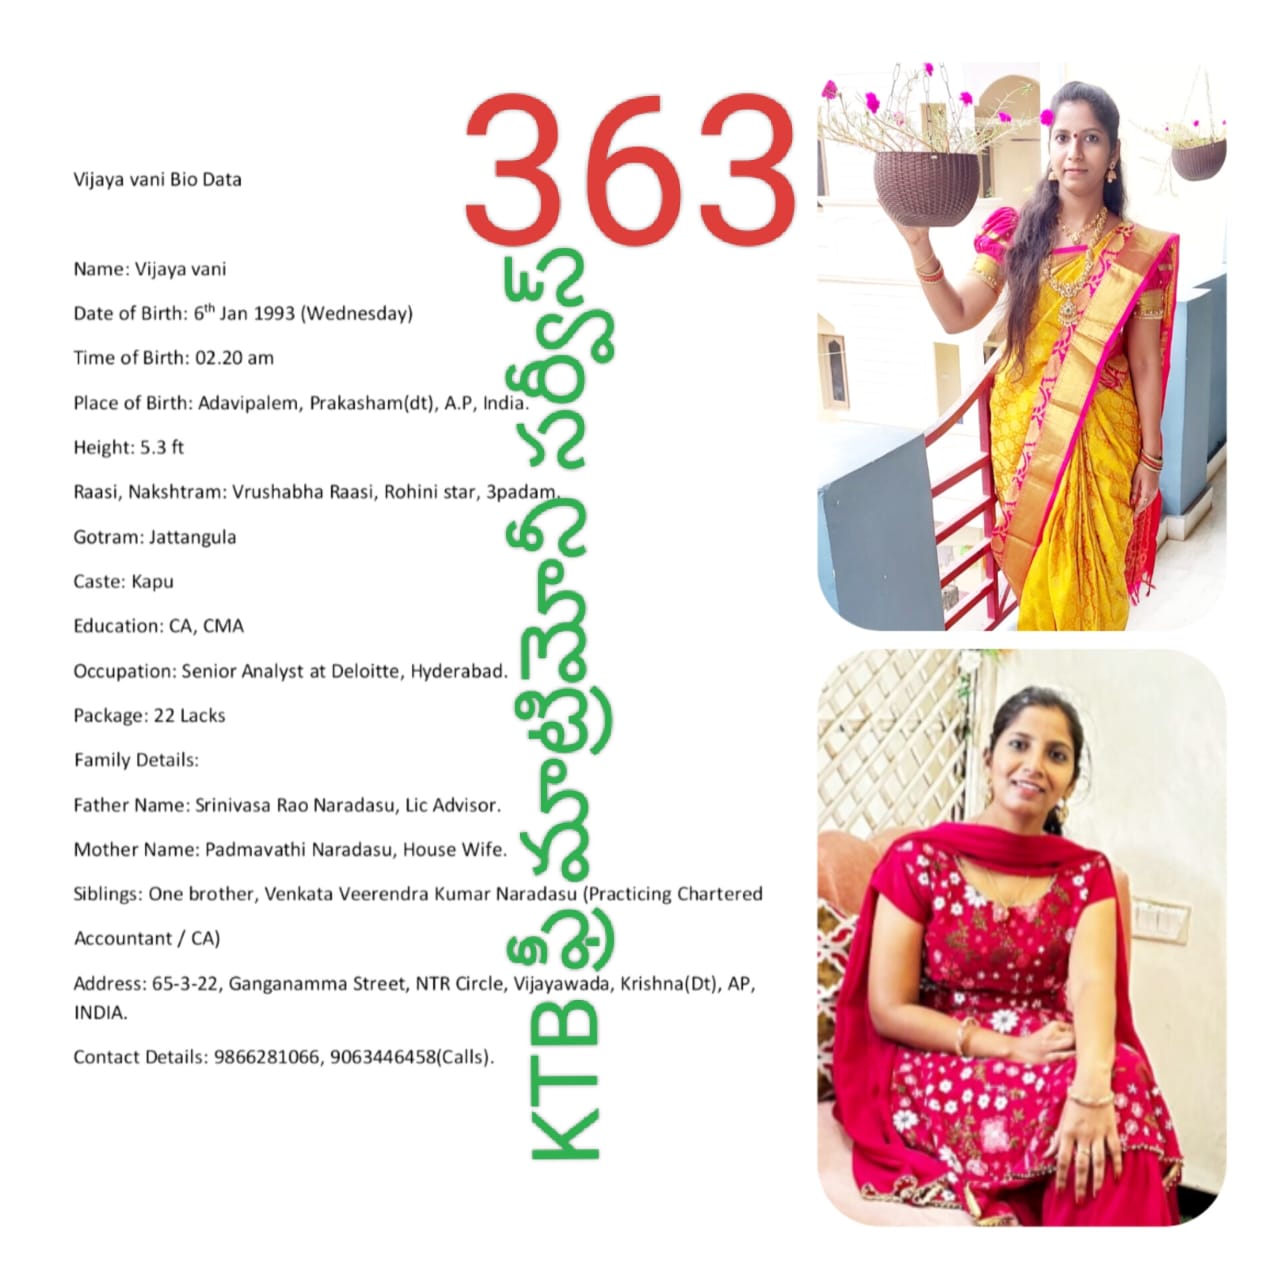 363
Vijaya vani Bio Data
Name: Vijaya vani
Date of Birth: 6th Jan 1993 (Wednesday)
Time of Birth: 02.20 am
Place of Birth: Adavipalem, Prakasham(dt), A.P, India.
Height: 5.3 ft
Raasi, Nakshtram: Vrushabha Raasi, Rohini star, 3padam.
Gotram: Jattangula
Caste: Kapu
Education: CA, CMA
Occupation: Senior Analyst at Deloitte, Hyderabad.
Package: 22 Lacks
Family Details:
Father Name: Srinivasa Rao Naradasu, Lic Advisor.
Mother Name: Padmavathi Naradasu, House Wife.
Siblings: One brother, Venkata Veerendra Kumar Naradasu (Practicing Chartered
Accountant / CA)
Address: 65-3-22, Ganganamma Street, NTR Circle, Vijayawada, Krishna(Dt), AP,
INDIA.
Contact Details: 9866281066, 9063446458(Calls).
KTB ఫ్రీ మాట్రిమోనీ సర్వీస్